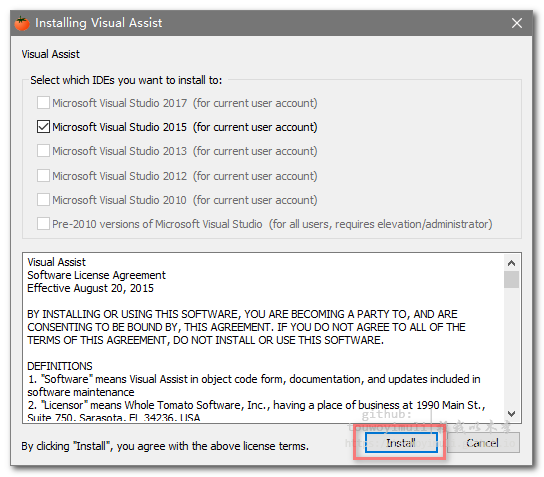 Installing Visual Assist
Visual Assist
Select which IDEs you want to install to:
Microsoft Visual Studio 2017 (for current user account)
Microsoft Visual Studio 2015 (for current user account)
Microsoft Visual Studio 2013 (for current user account)
Microsoft Visual Studio 2012 (for current user account)
Microsoft Visual Studio 2010 (for current user account)
Pre-2010 versions of Microsoft Visual Studio (for all users, requires elevation/administrator)
Visual Assist
Software License Agreement
Effective August 20, 2015
BY INSTALLING OR USING THIS SOFTWARE, YOU ARE BECOMING A PARTY TO, AND ARE
CONSENTING TO BE BOUND BY, THIS AGREEMENT. IF YOU DO NOT AGREE TO ALL OF THE
TERMS OF THIS AGREEMENT, DO NOT INSTALL OR USE THIS SOFTWARE.
DEFINITIONS
1. "Software" means Visual Assist in object code form, documentation, and updates included in
software maintenance
2. "Licensor" means Whole Tomato Software, Inc., having a place of business at 1990 Main St.,
Suite 750, Sarasota, FL 34236, USA
github:
By clicking "Install", you agree with the above license terms.
Install
Cancel